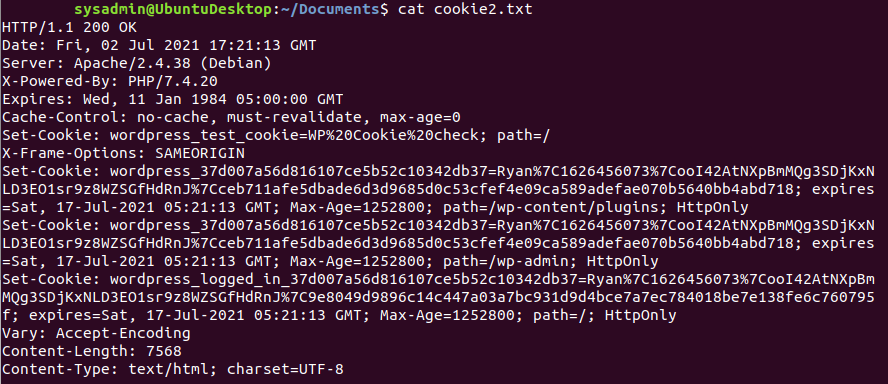 sysadmin@UbuntuDesktop:~/Documents$ cat cookie2.txt
HTTP/1.1 200 OK
Date: Fri, 02 Jul 2021 17:21:13 GMT
Server: Apache/2.4.38 (Debian)
X-Powered-By: PHP/7.4.20
Expires: Wed, 11 Jan 1984 05:00:00 GMT
Cache-Control: no-cache, must-revalidate, max-age=0
Set-Cookie: wordpress_test_cookie=WP%20Cookie%20check; path=/
X-Frame-Options: SAMEORIGIN
Set-Cookie: wordpress_37d007a56d816107ce5b52c10342db37=Ryan%7C1626456073%7CooI42AtNXpBmMQg3SDjKxN
LD3EO1sr9z8WZSGfHdRnJ%7Cceb711afe5dbade6d3d9685d0c53cfef4e09ca589adefae070b5640bb4abd718; expires
=Sat, 17-Jul-2021 05:21:13 GMT; Max-Age=1252800; path=/wp-content/plugins; HttpOnly
Set-Cookie: wordpress_37d007a56d816107ce5b52c10342db37=Ryan%7C1626456073%7CooI42AtNXpBmMQg3SDjKxN
LD3EO1sr9z8WZSGfHdRnJ%7Cceb711afe5dbade6d3d9685d0c53cfef4e09ca589adefae070b5640bb4abd718; expires
=Sat, 17-Jul-2021 05:21:13 GMT; Max-Age=1252800; path=/wp-admin; HttpOnly
Set-Cookie: wordpress_logged_in_37d007a56d816107ce5b52c10342db37=Ryan%7C1626456073%7CooI42AtNXpBm
MQg3SDjKxNLD3EO1sr9z8WZSGfHdRnJ%7C9e8049d9896c14c447a03a7bc931d9d4bce7a7ec784018be7e138fe6c760795
f; expires=Sat, 17-Jul-2021 05:21:13 GMT; Max-Age=1252800; path=/; HttpOnly
Vary: Accept-Encoding
Content-Length: 7568
Content-Type: text/html; charset=UTF-8